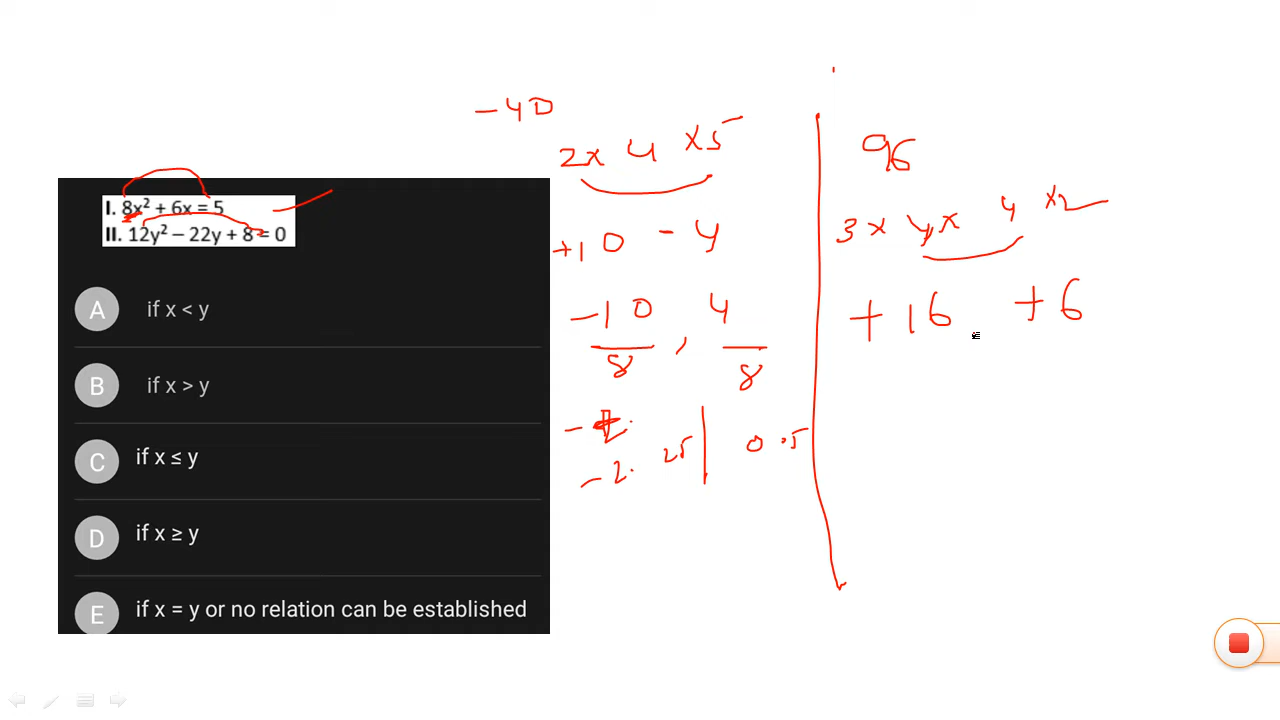 I. 8x² + 6x = 5
II. 12y² − 22y + 8 = 0
A if x < y
B if x > y
C if x ≤ y
D if x ≥ y
E if x = y or no relation can be established
-40
2x 4 x5
+10 - 4
-10/8 , 4/8
-2.25 | 0.5
96
3 x 4 x 4 x2
+16 +6